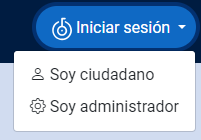 Iniciar sesión
Soy ciudadano
Soy administrador